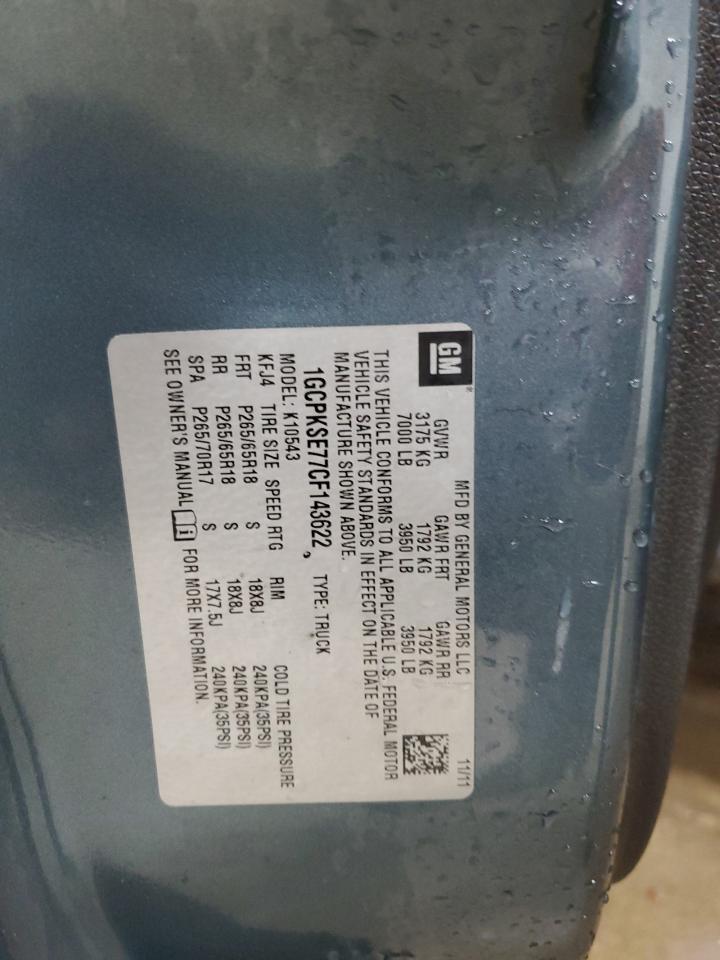 GM®
MFD BY GENERAL MOTORS LLC 11/11
GVWR GAWR FRT GAWR RR
3175 KG 1792 KG 1792 KG
7000 LB 3950 LB 3950 LB
THIS VEHICLE CONFORMS TO ALL APPLICABLE U.S. FEDERAL MOTOR
VEHICLE SAFETY STANDARDS IN EFFECT ON THE DATE OF
MANUFACTURE SHOWN ABOVE.
1GCPKSE77CF143622 TYPE: TRUCK
MODEL: K10543
KFJ4 TIRE SIZE SPEED RTG RIM COLD TIRE PRESSURE
FRT P265/65R18 S 18X8J 240KPA(35PSI)
RR P265/65R18 S 18X8J 240KPA(35PSI)
SPA P265/70R17 S 17X7.5J 240KPA(35PSI)
SEE OWNER'S MANUAL i FOR MORE INFORMATION.